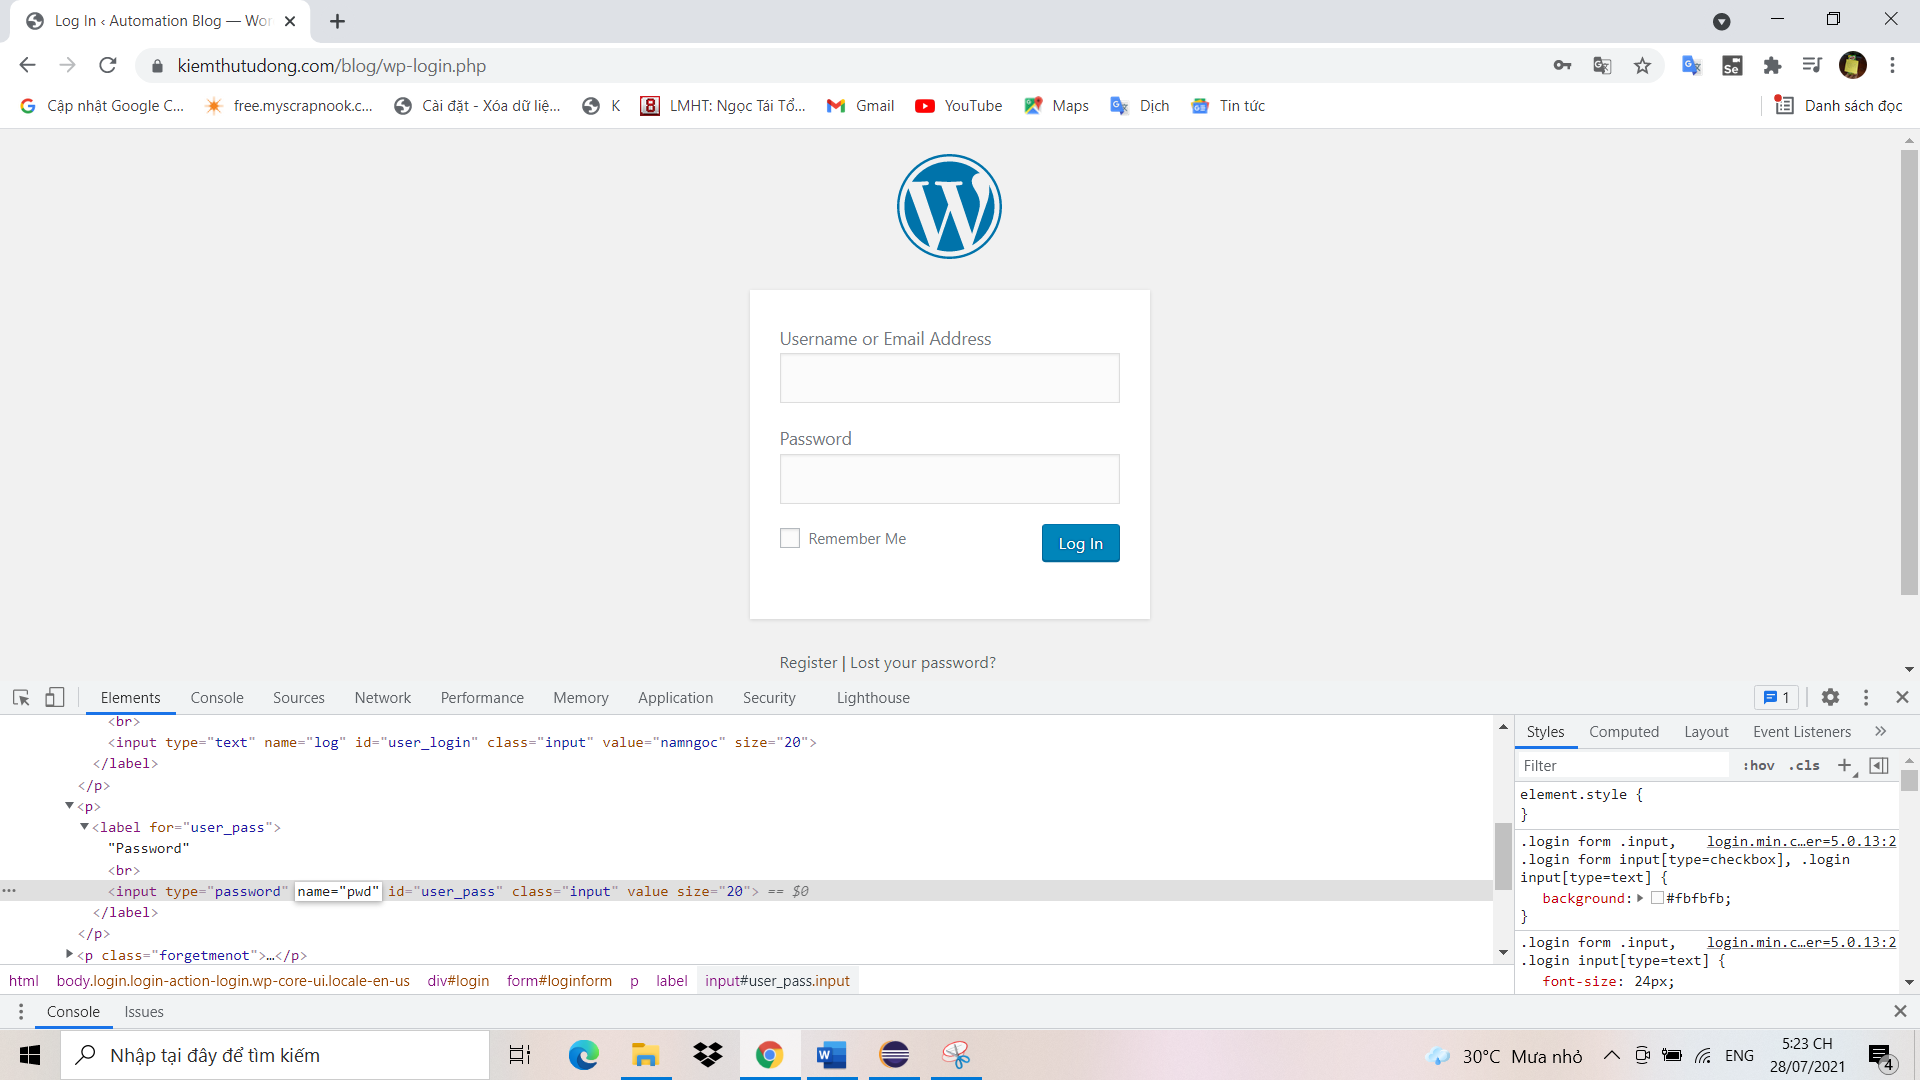 Log In ‹ Automation Blog — Wor
kiemthutudong.com/blog/wp-login.php
Se
Cập nhật Google C...
free.myscrapnook.c...
Cài đặt - Xóa dữ liệ...
K
8
LMHT: Ngọc Tái Tổ...
Gmail
YouTube
Maps
Dịch
Tin tức
Danh sách đọc
Username or Email Address
Password
Remember Me
Log In
Register | Lost your password?
Elements
Console
Sources
Network
Performance
Memory
Application
Security
Lighthouse
1
<br>
<input type="text" name="log" id="user_login" class="input" value="namngoc" size="20">
</label>
</p>
<p>
<label for="user_pass">
"Password"
<br>
<input type="password" name="pwd" id="user_pass" class="input" value size="20"> == $0
</label>
</p>
<p class="forgetmenot">…</p>
Styles
Computed
Layout
Event Listeners
Filter
:hov
.cls
element.style {
}
.login form .input, login.min.c…er=5.0.13:2
.login form input[type=checkbox], .login
input[type=text] {
background: #fbfbfb;
}
.login form .input, login.min.c…er=5.0.13:2
.login input[type=text] {
font-size: 24px;
html
body.login.login-action-login.wp-core-ui.locale-en-us
div#login
form#loginform
p
label
input#user_pass.input
Console
Issues
Nhập tại đây để tìm kiếm
30°C Mưa nhỏ
ENG
5:23 CH
28/07/2021
4